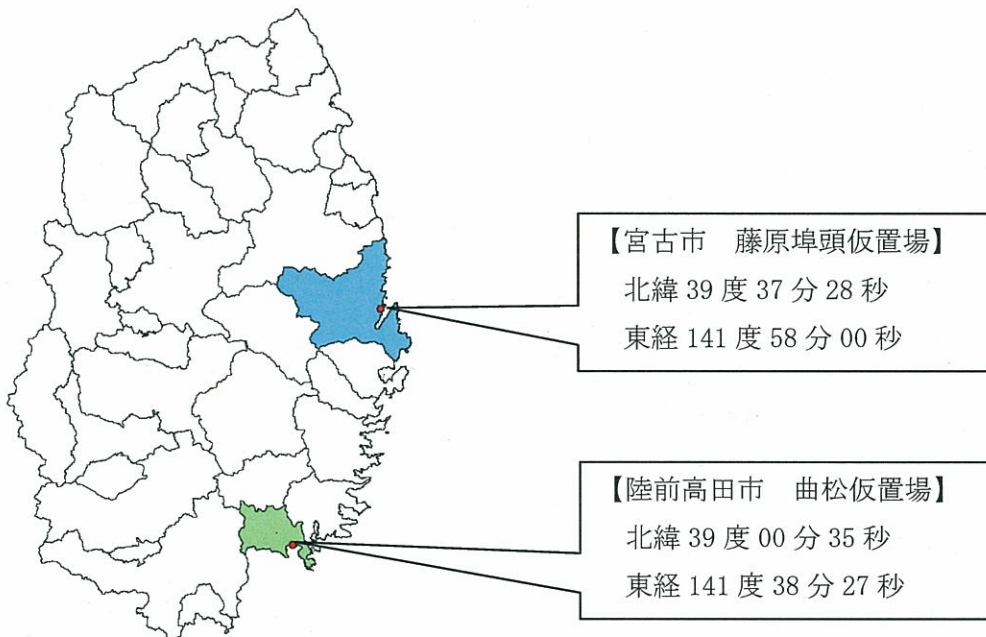 【宮古市　藤原埠頭仮置場】
北緯 39 度 37 分 28 秒
東経 141 度 58 分 00 秒
【陸前高田市　曲松仮置場】
北緯 39 度 00 分 35 秒
東経 141 度 38 分 27 秒